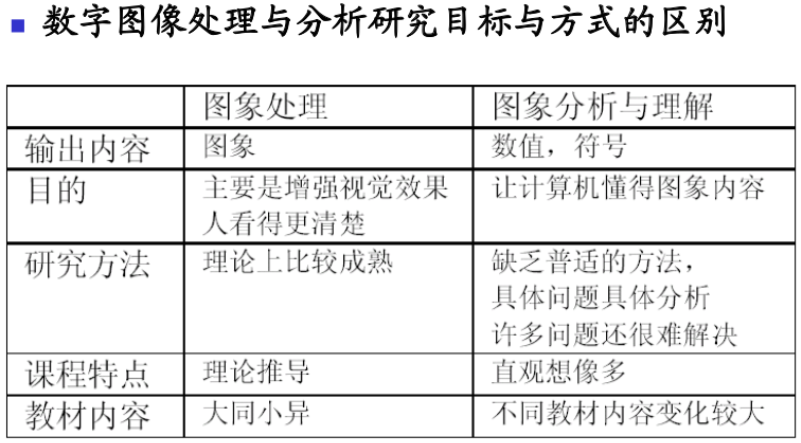 数字图像处理与分析研究目标与方式的区别
图象处理 图象分析与理解
输出内容 图象 数值，符号
目的 主要是增强视觉效果 让计算机懂得图象内容
人看得更清楚
研究方法 理论上比较成熟 缺乏普适的方法，
具体问题具体分析
许多问题还很难解决
课程特点 理论推导 直观想像多
教材内容 大同小异 不同教材内容变化较大